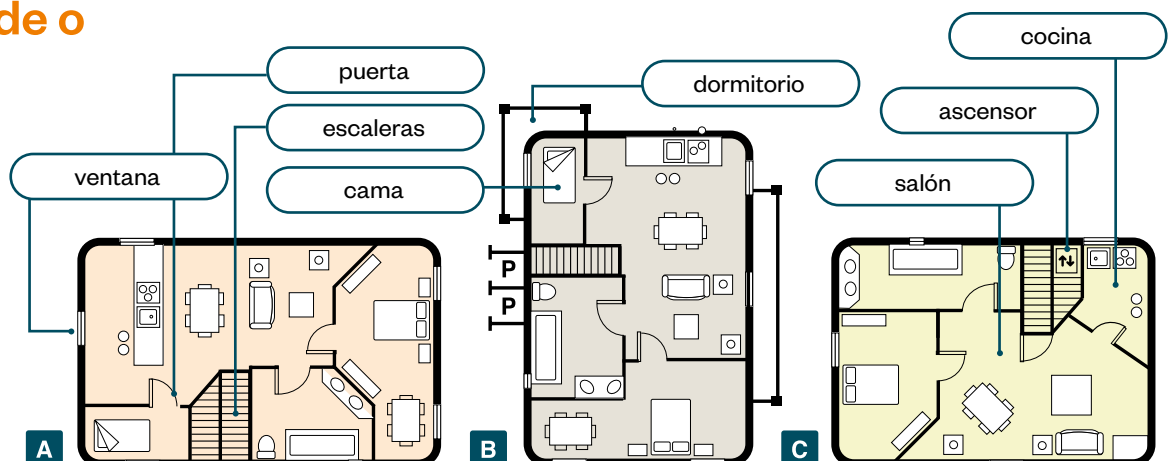 de o
cocina
puerta
dormitorio
ascensor
escaleras
ventana
cama
salón
P
P
A
B
C